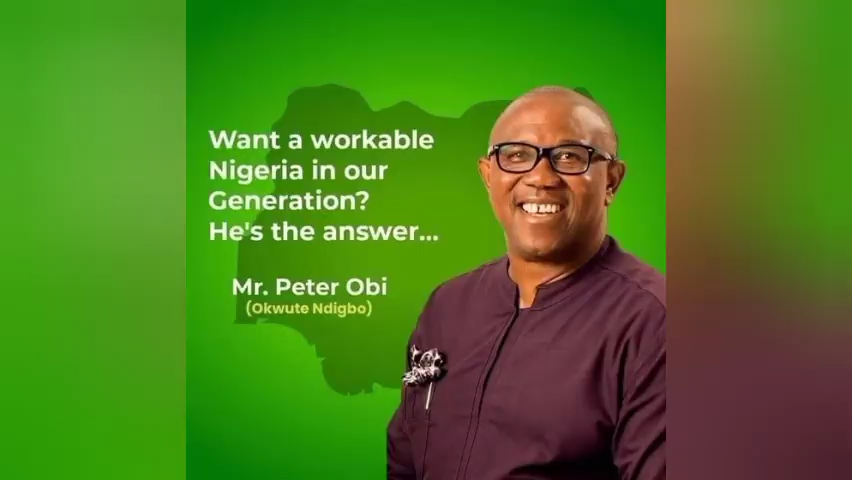 Want a workable
Nigeria in our
Generation?
He's the answer...
Mr. Peter Obi
(Okwute Ndigbo)